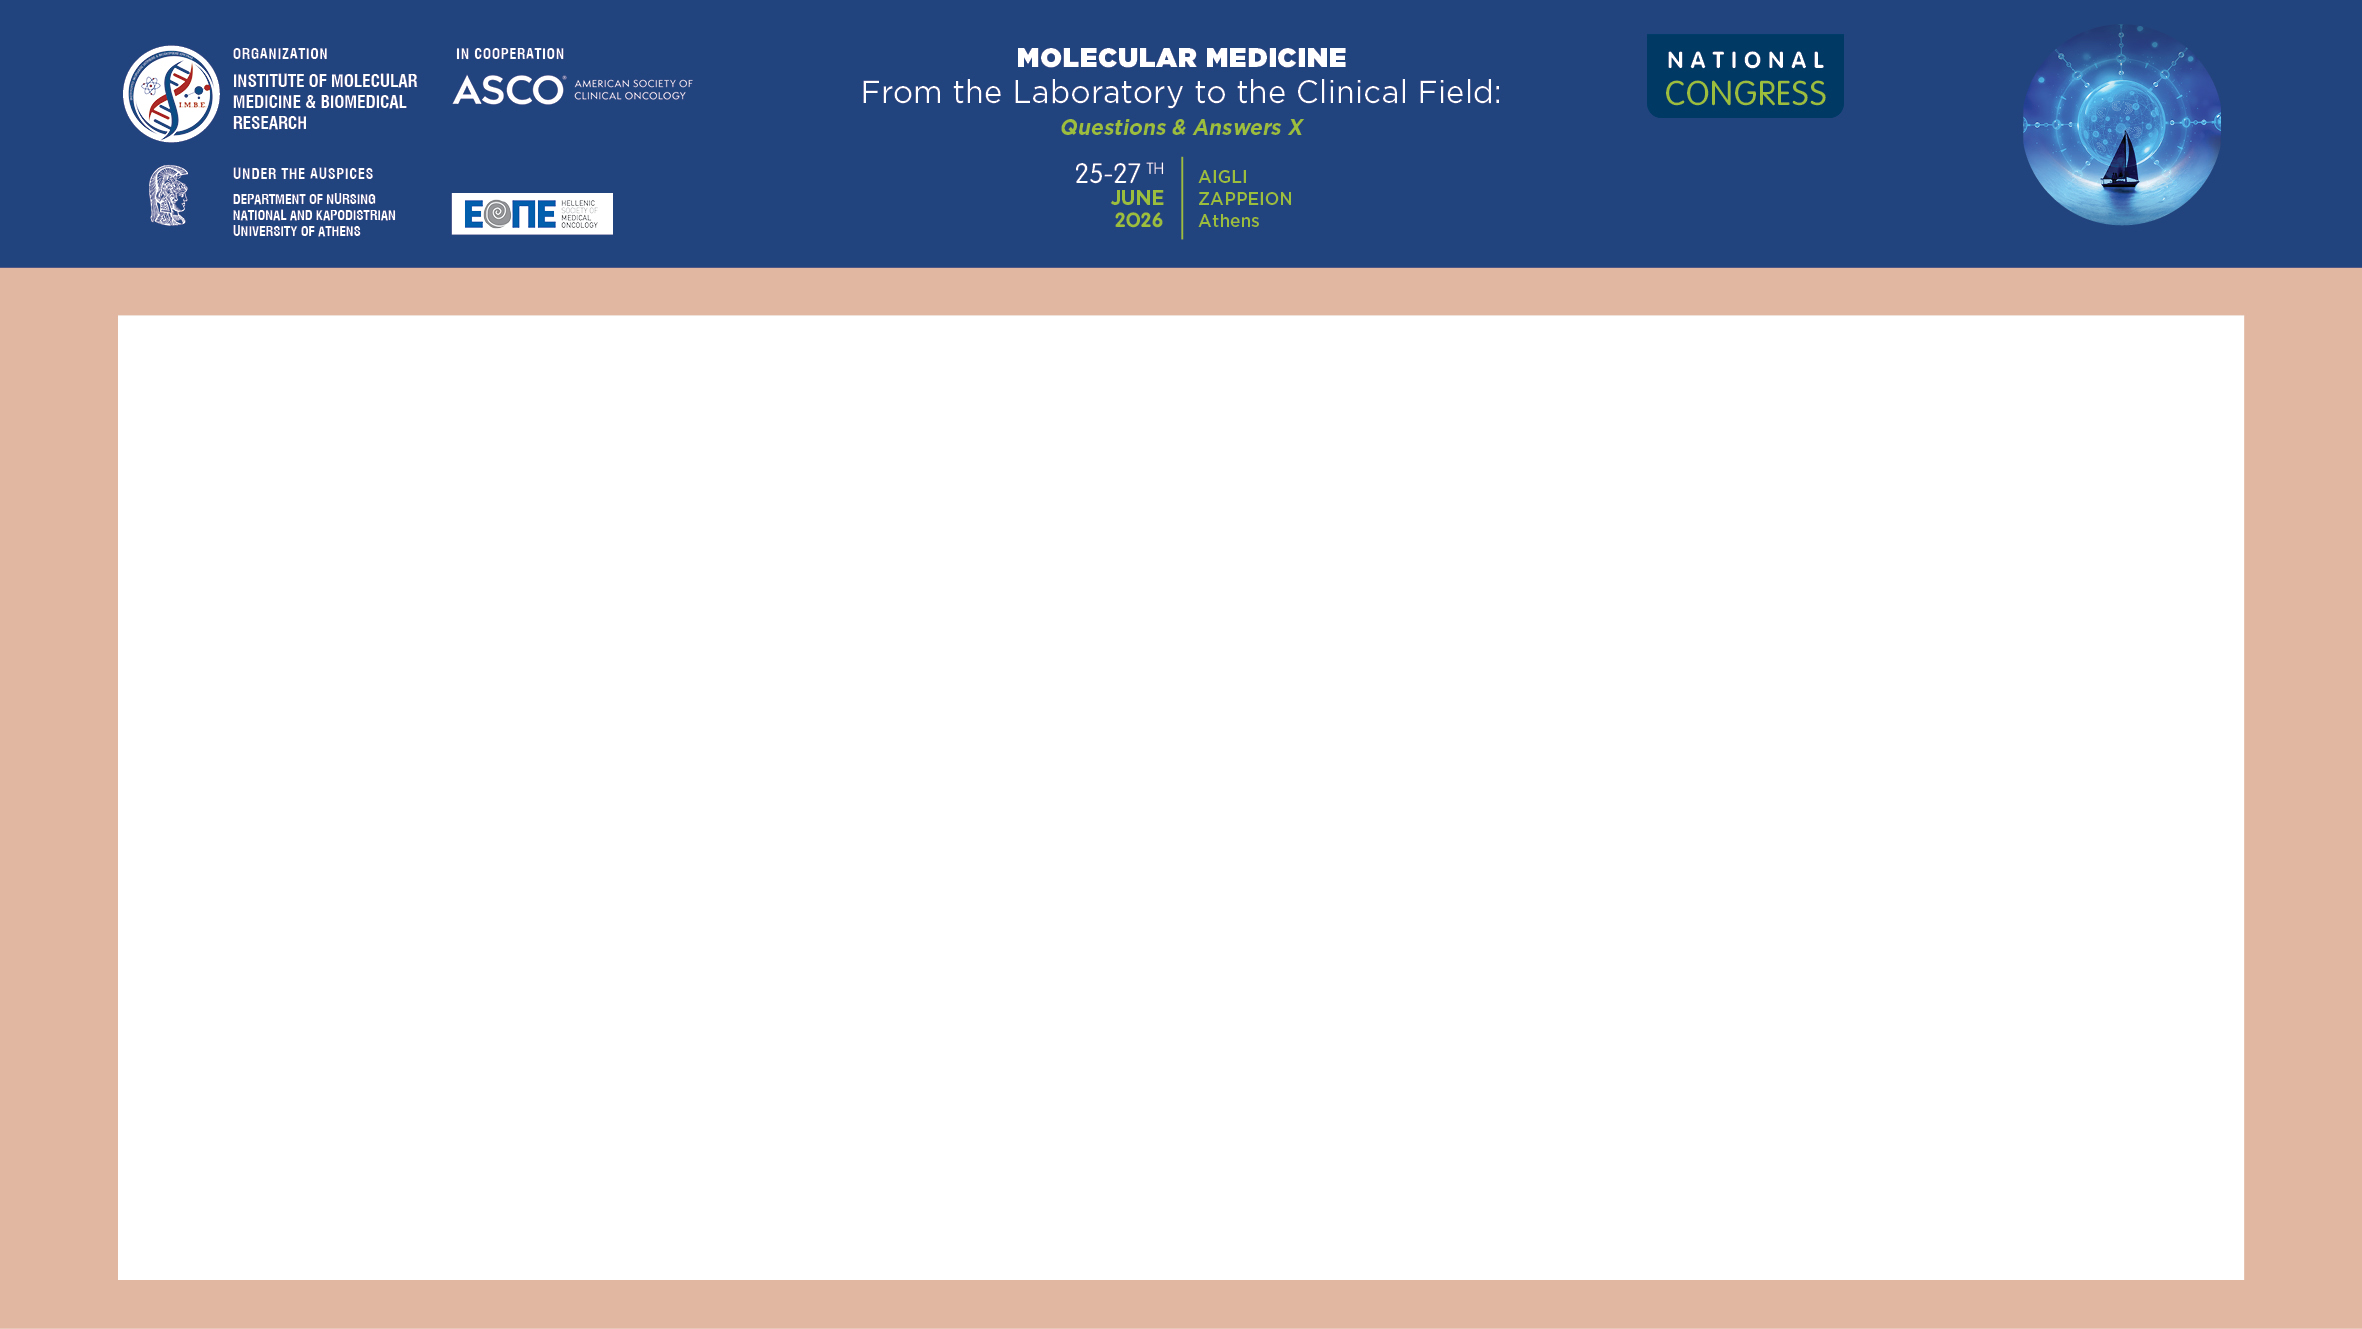 ORGANIZATION
INSTITUTE OF MOLECULAR
MEDICINE & BIOMEDICAL
RESEARCH
I.M.B.E.
IN COOPERATION
ASCO®
AMERICAN SOCIETY OF
CLINICAL ONCOLOGY
UNDER THE AUSPICES
DEPARTMENT OF NURSING
NATIONAL AND KAPODISTRIAN
UNIVERSITY OF ATHENS
ΕΟΠΕ
HELLENIC
SOCIETY OF
MEDICAL
ONCOLOGY
MOLECULAR MEDICINE
From the Laboratory to the Clinical Field:
Questions & Answers X
25-27 TH
JUNE
2026
AIGLI
ZAPPEION
Athens
NATIONAL
CONGRESS